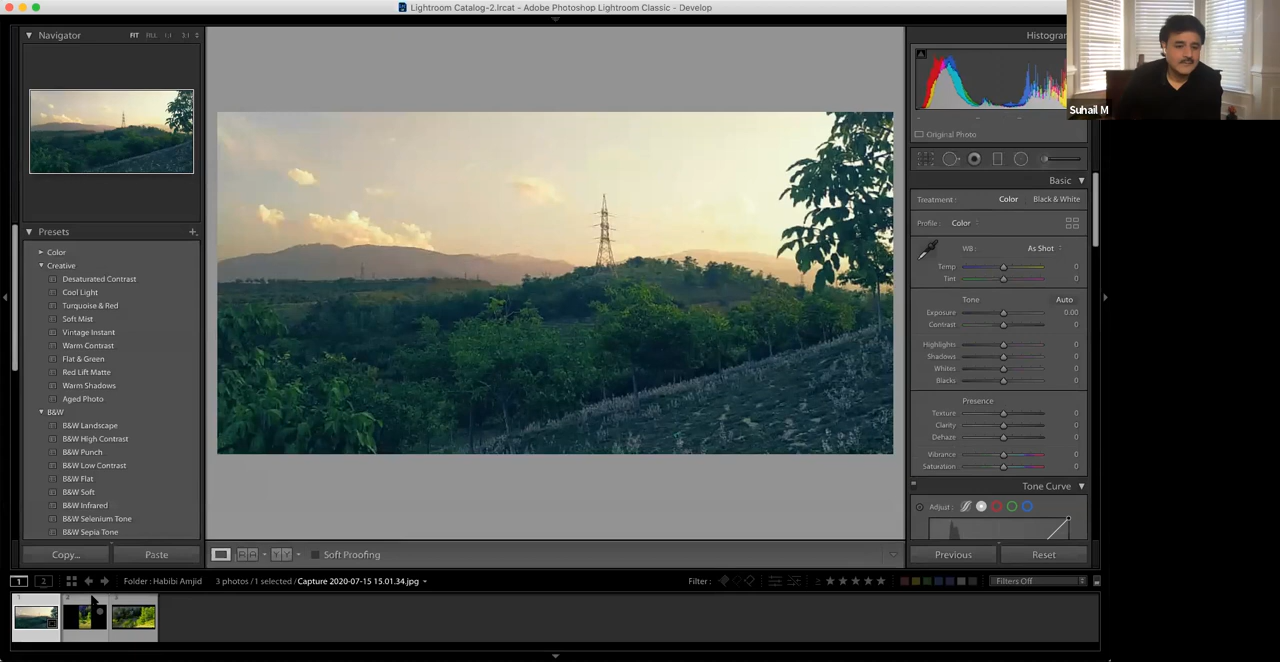 Lightroom Catalog-2.lrcat - Adobe Photoshop Lightroom Classic - Develop
Navigator
FIT
1:1
3:1
Histogram
Suhail M
Original Photo
Basic
Treatment :
Color
Black & White
Profile :
Color
WB :
As Shot
Temp
0
Tint
0
Tone
Auto
Exposure
0.00
Contrast
0
Highlights
0
Shadows
0
Whites
0
Blacks
0
Presence
Texture
0
Clarity
0
Dehaze
0
Vibrance
0
Saturation
0
Tone Curve
Adjust :
Previous
Reset
Presets
Color
Creative
Desaturated Contrast
Cool Light
Turquoise & Red
Soft Mist
Vintage Instant
Warm Contrast
Flat & Green
Red Lift Matte
Warm Shadows
Aged Photo
B&W
B&W Landscape
B&W High Contrast
B&W Punch
B&W Low Contrast
B&W Flat
B&W Soft
B&W Infrared
B&W Selenium Tone
B&W Sepia Tone
Copy...
Paste
Soft Proofing
1
2
Folder : Habibi Amjid
3 photos / 1 selected / Capture 2020-07-15 15.01.34.jpg
Filter :
Filters Off